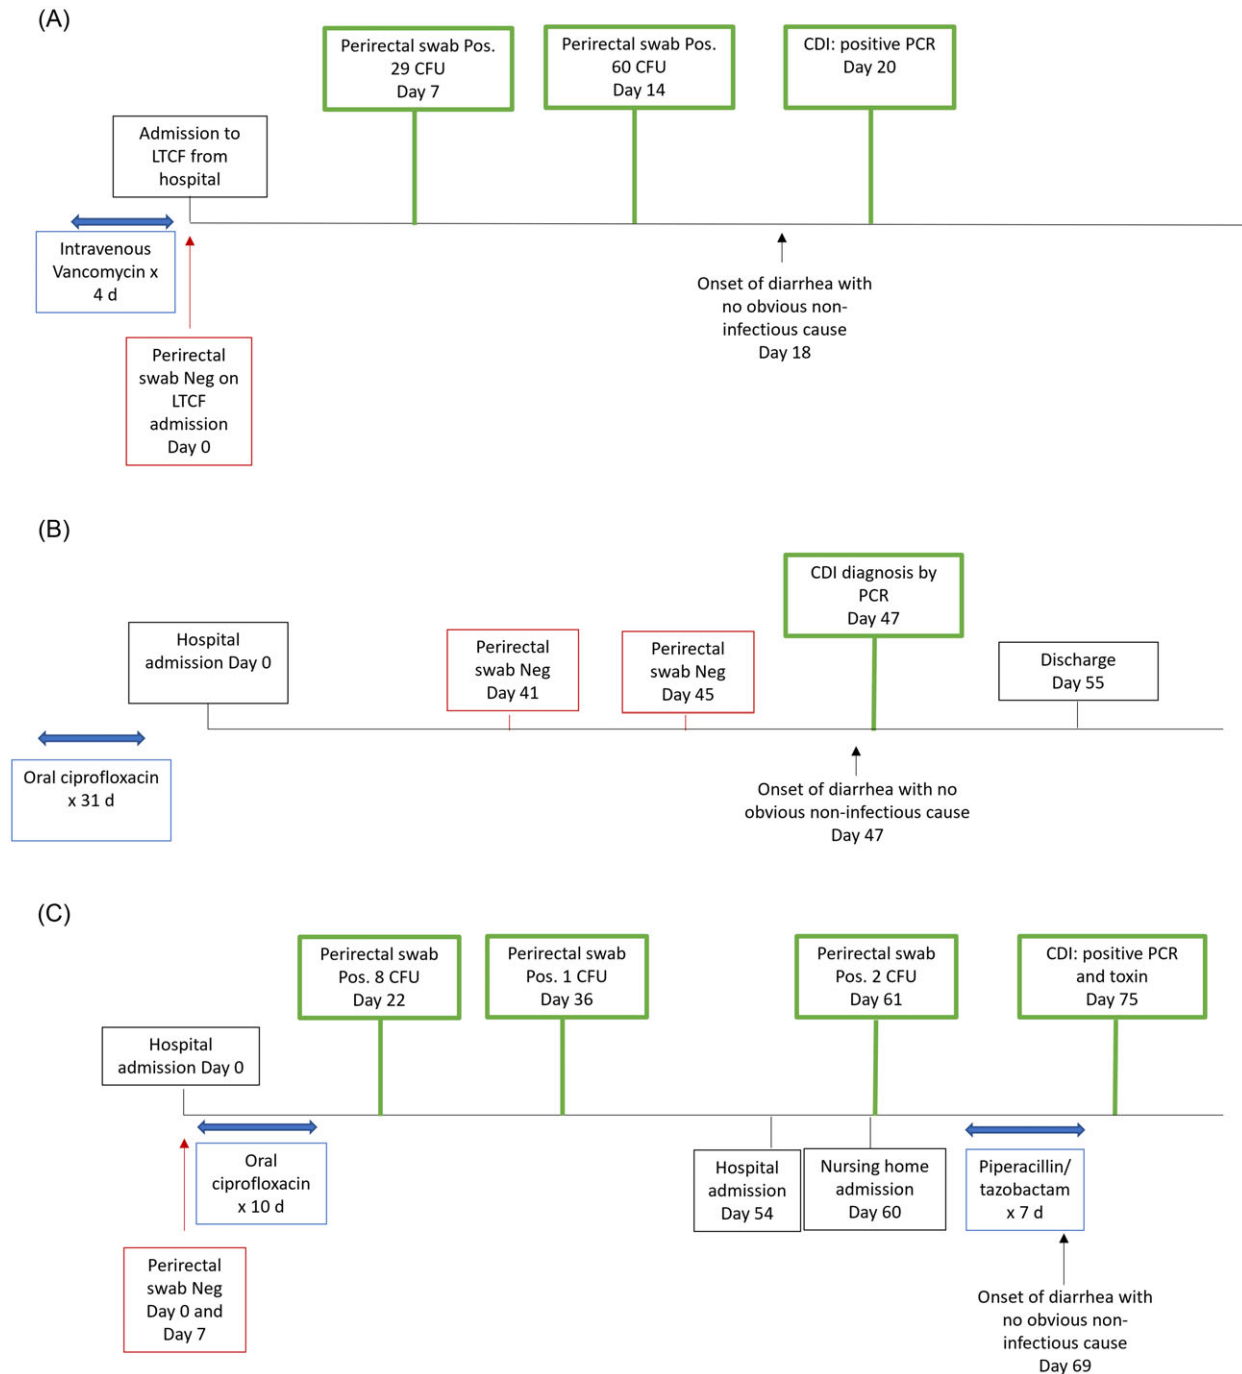 (A)
Perirectal swab Pos.
29 CFU
Day 7
Perirectal swab Pos.
60 CFU
Day 14
CDI: positive PCR
Day 20
Admission to
LTCF from
hospital
Intravenous
Vancomycin x
4 d
Perirectal
swab Neg on
LTCF
admission
Day 0
Onset of diarrhea with
no obvious non-
infectious cause
Day 18
(B)
CDI diagnosis by
PCR
Day 47
Hospital
admission Day 0
Perirectal
swab Neg
Day 41
Perirectal
swab Neg
Day 45
Discharge
Day 55
Oral ciprofloxacin
x 31 d
Onset of diarrhea with no
obvious non-infectious cause
Day 47
(C)
Perirectal swab
Pos. 8 CFU
Day 22
Perirectal swab
Pos. 1 CFU
Day 36
Perirectal swab
Pos. 2 CFU
Day 61
CDI: positive PCR
and toxin
Day 75
Hospital
admission Day 0
Oral
ciprofloxacin
x 10 d
Hospital
admission
Day 54
Nursing home
admission
Day 60
Piperacillin/
tazobactam
x 7 d
Perirectal
swab Neg
Day 0 and
Day 7
Onset of diarrhea with
no obvious non-
infectious cause
Day 69